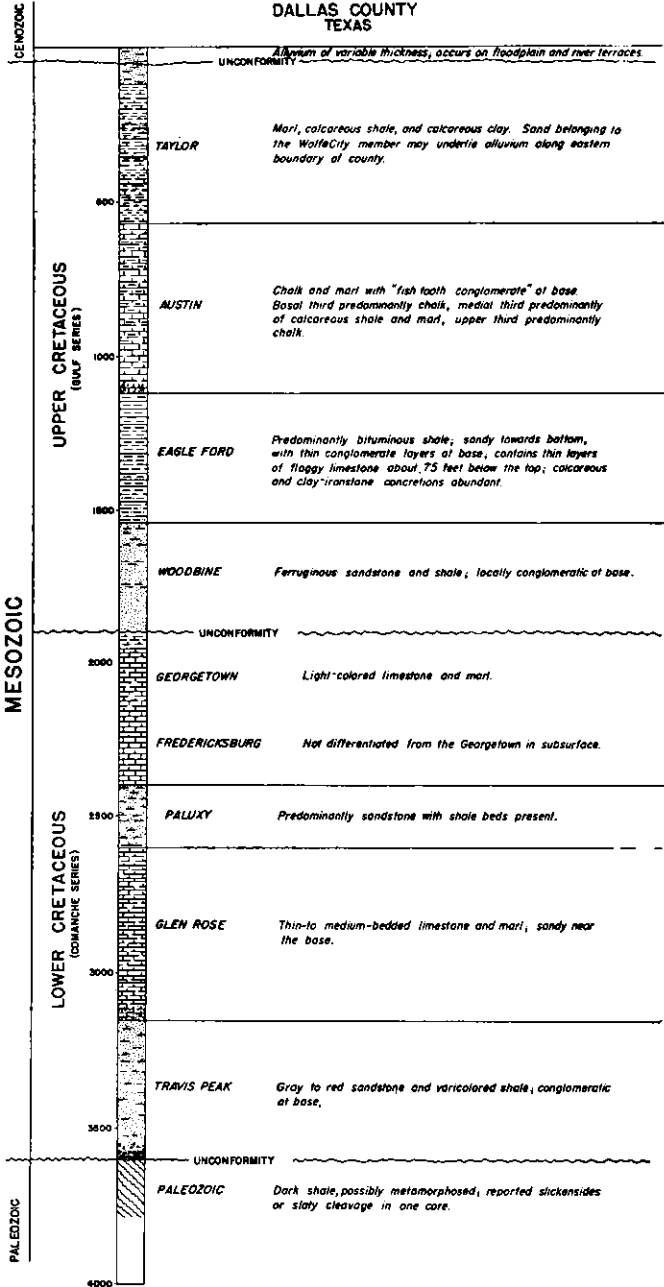 DALLAS COUNTY
TEXAS
CENOZOIC
Alluvium of variable thickness, occurs on floodplain and river terraces.
UNCONFORMITY
TAYLOR
Marl, calcareous shale, and calcareous clay. Sand belonging to
the WolfeCity member may underlie alluvium along eastern
boundary of county.
500
MESOZOIC
UPPER CRETACEOUS
(GULF SERIES)
AUSTIN
Chalk and marl with "fish tooth conglomerate" at base.
Basal third predominantly chalk, medial third predominantly
of calcareous shale and marl, upper third predominantly
chalk.
1000
EAGLE FORD
Predominantly bituminous shale; sandy towards bottom,
with thin conglomerate layers at base; contains thin layers
of flaggy limestone about 75 feet below the top; calcareous
and clay-ironstone concretions abundant.
1500
WOODBINE
Ferruginous sandstone and shale; locally conglomeratic at base.
UNCONFORMITY
2000
GEORGETOWN
Light-colored limestone and marl.
FREDERICKSBURG
Not differentiated from the Georgetown in subsurface.
LOWER CRETACEOUS
(COMANCHE SERIES)
2500
PALUXY
Predominantly sandstone with shale beds present.
GLEN ROSE
Thin-to medium-bedded limestone and marl; sandy near
the base.
3000
TRAVIS PEAK
Gray to red sandstone and varicolored shale; conglomeratic
at base.
3500
UNCONFORMITY
PALEOZOIC
PALEOZOIC
Dark shale, possibly metamorphosed; reported slickensides
or slaty cleavage in one core.
4000